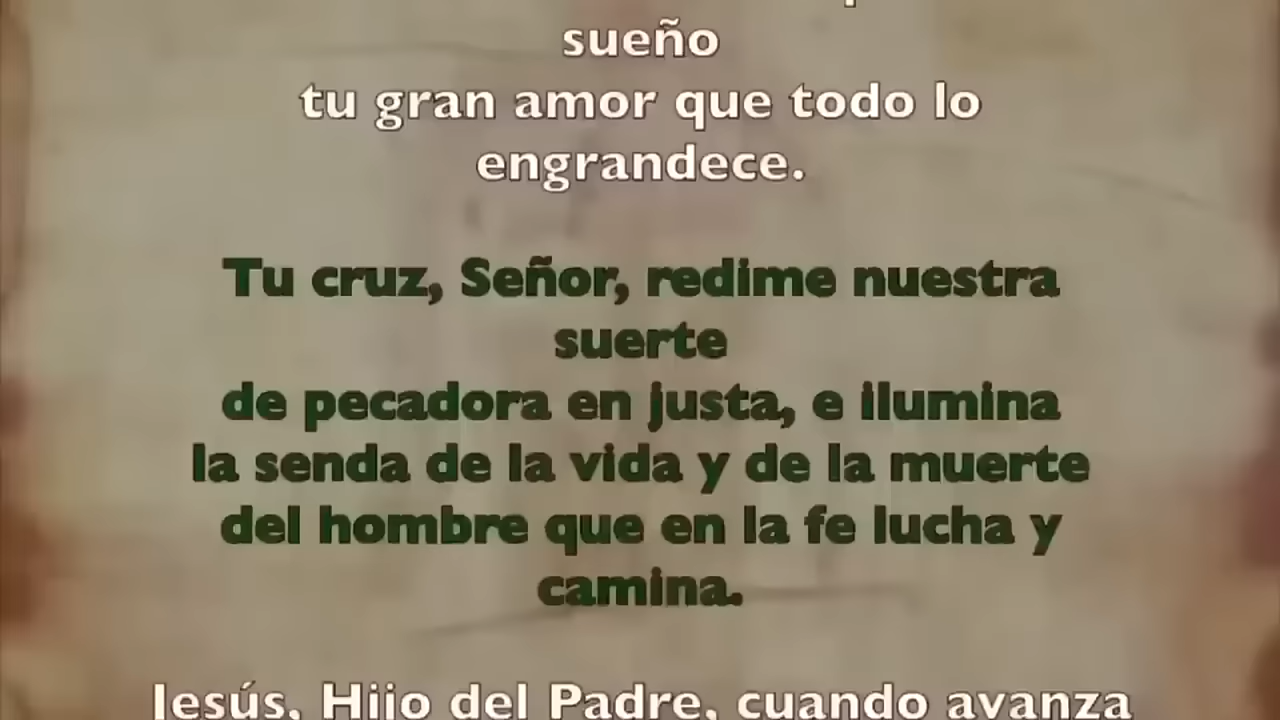 sueño
tu gran amor que todo lo
engrandece.
Tu cruz, Señor, redime nuestra
suerte
de pecadora en justa, e ilumina
la senda de la vida y de la muerte
del hombre que en la fe lucha y
camina.
Jesús, Hijo del Padre, cuando avanza